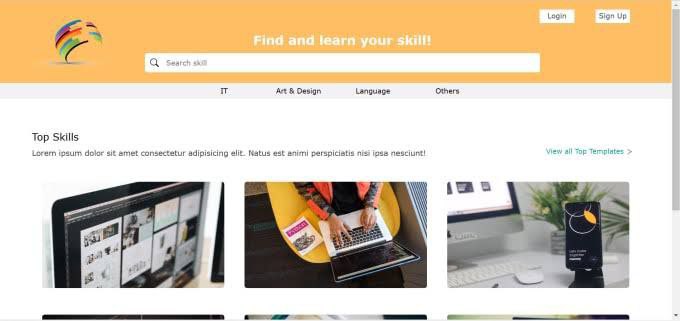 Login
Sign Up
Find and learn your skill!
Search skill
IT
Art & Design
Language
Others
Top Skills
Lorem ipsum dolor sit amet consectetur adipisicing elit. Natus est animi perspiciatis nisi ipsa nesciunt!
View all Top Templates >